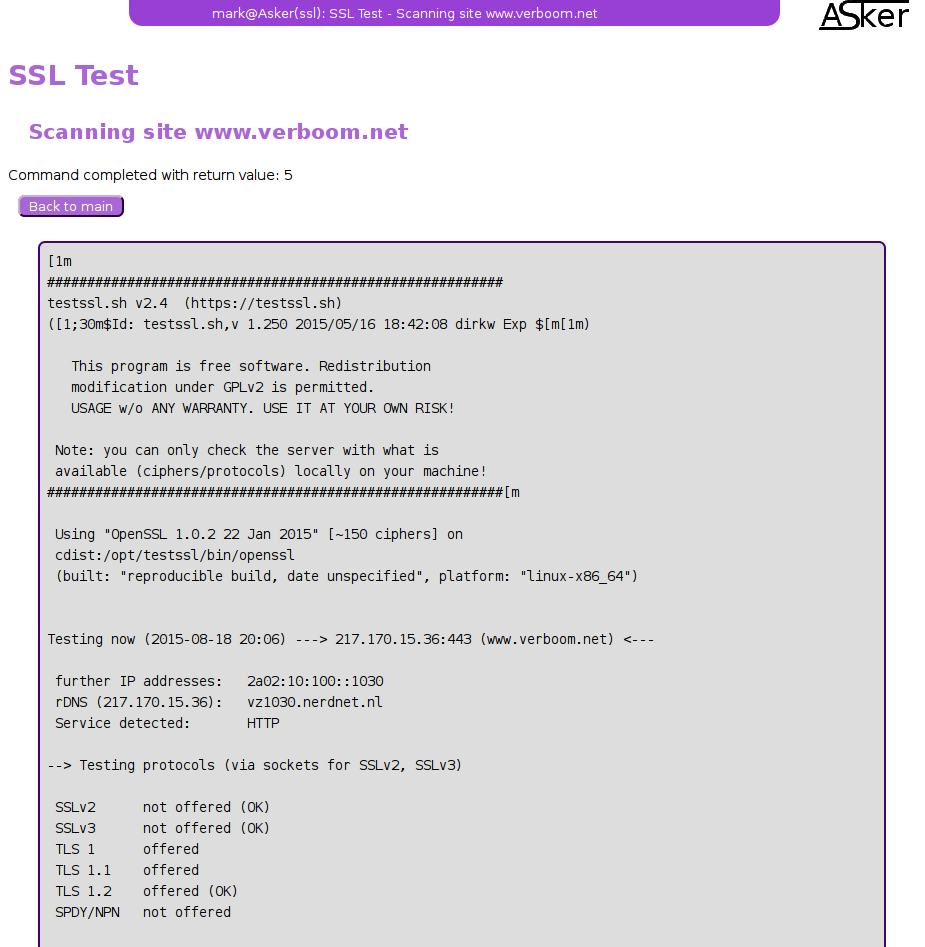 mark@Asker(ssl): SSL Test - Scanning site www.verboom.net
ASker
SSL Test
Scanning site www.verboom.net
Command completed with return value: 5
Back to main
[1m
#########################################################
testssl.sh v2.4  (https://testssl.sh)
([1;30m$Id: testssl.sh,v 1.250 2015/05/16 18:42:08 dirkw Exp $[m[1m)
This program is free software. Redistribution
modification under GPLv2 is permitted.
USAGE w/o ANY WARRANTY. USE IT AT YOUR OWN RISK!
Note: you can only check the server with what is
available (ciphers/protocols) locally on your machine!
#########################################################[m
Using "OpenSSL 1.0.2 22 Jan 2015" [~150 ciphers] on
cdist:/opt/testssl/bin/openssl
(built: "reproducible build, date unspecified", platform: "linux-x86_64")
Testing now (2015-08-18 20:06) ---> 217.170.15.36:443 (www.verboom.net) <---
further IP addresses:   2a02:10:100::1030
rDNS (217.170.15.36):   vz1030.nerdnet.nl
Service detected:       HTTP
--> Testing protocols (via sockets for SSLv2, SSLv3)
SSLv2      not offered (OK)
SSLv3      not offered (OK)
TLS 1      offered
TLS 1.1    offered
TLS 1.2    offered (OK)
SPDY/NPN   not offered